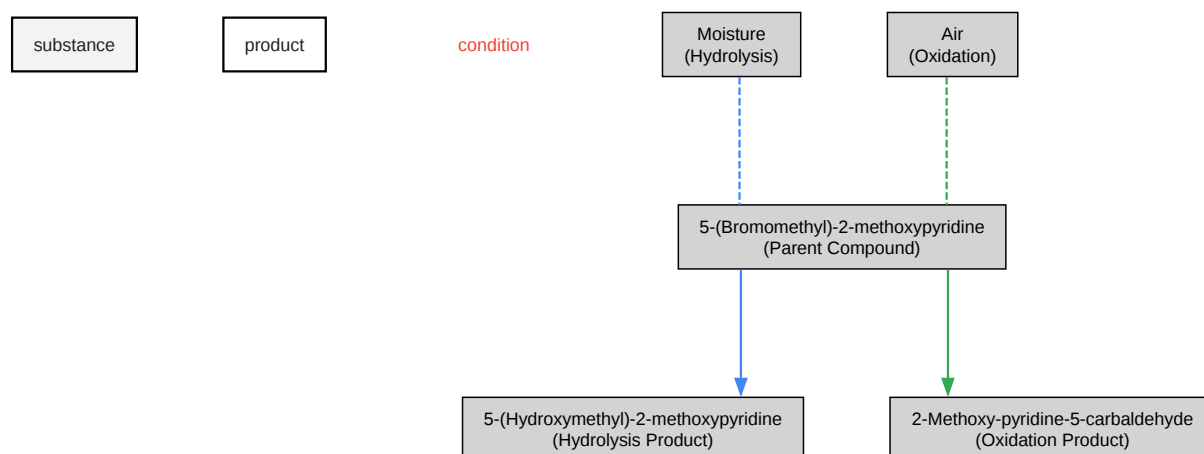 substance
product
condition
Moisture
(Hydrolysis)
Air
(Oxidation)
5-(Bromomethyl)-2-methoxypyridine
(Parent Compound)
5-(Hydroxymethyl)-2-methoxypyridine
(Hydrolysis Product)
2-Methoxy-pyridine-5-carbaldehyde
(Oxidation Product)